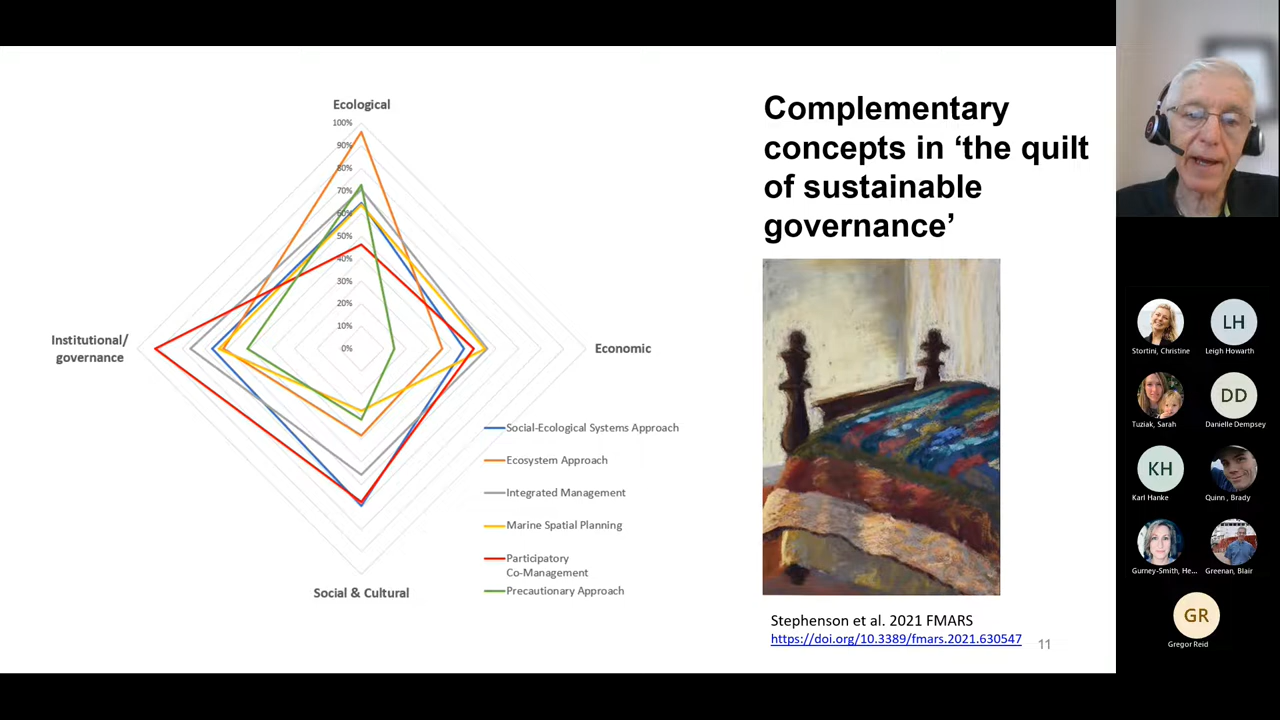 Ecological
100%
90%
80%
70%
60%
50%
40%
30%
20%
10%
0%
Institutional/
governance
Economic
Social & Cultural
Social-Ecological Systems Approach
Ecosystem Approach
Integrated Management
Marine Spatial Planning
Participatory
Co-Management
Precautionary Approach
Complementary
concepts in ‘the quilt
of sustainable
governance’
Stephenson et al. 2021 FMARS
https://doi.org/10.3389/fmars.2021.630547
11
Stortini, Christine
LH
Leigh Howarth
Tuziak, Sarah
DD
Danielle Dempsey
KH
Karl Hanke
Quinn , Brady
Gurney-Smith, He...
Greenan, Blair
GR
Gregor Reid